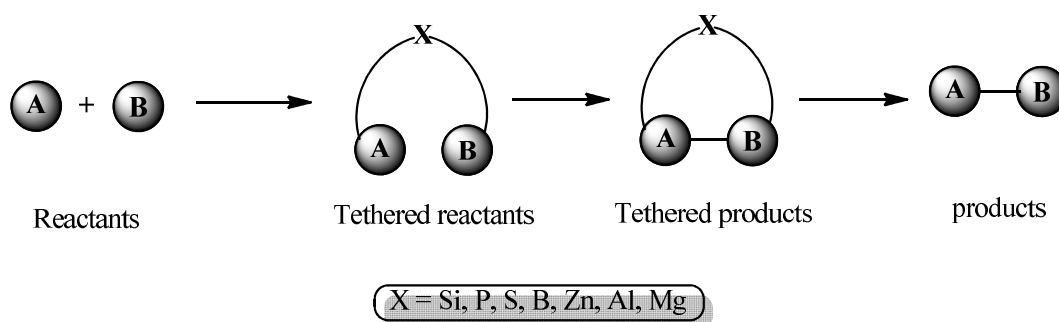 X
X
A + B
A B
A B
A B
Reactants
Tethered reactants
Tethered products
products
X = Si, P, S, B, Zn, Al, Mg